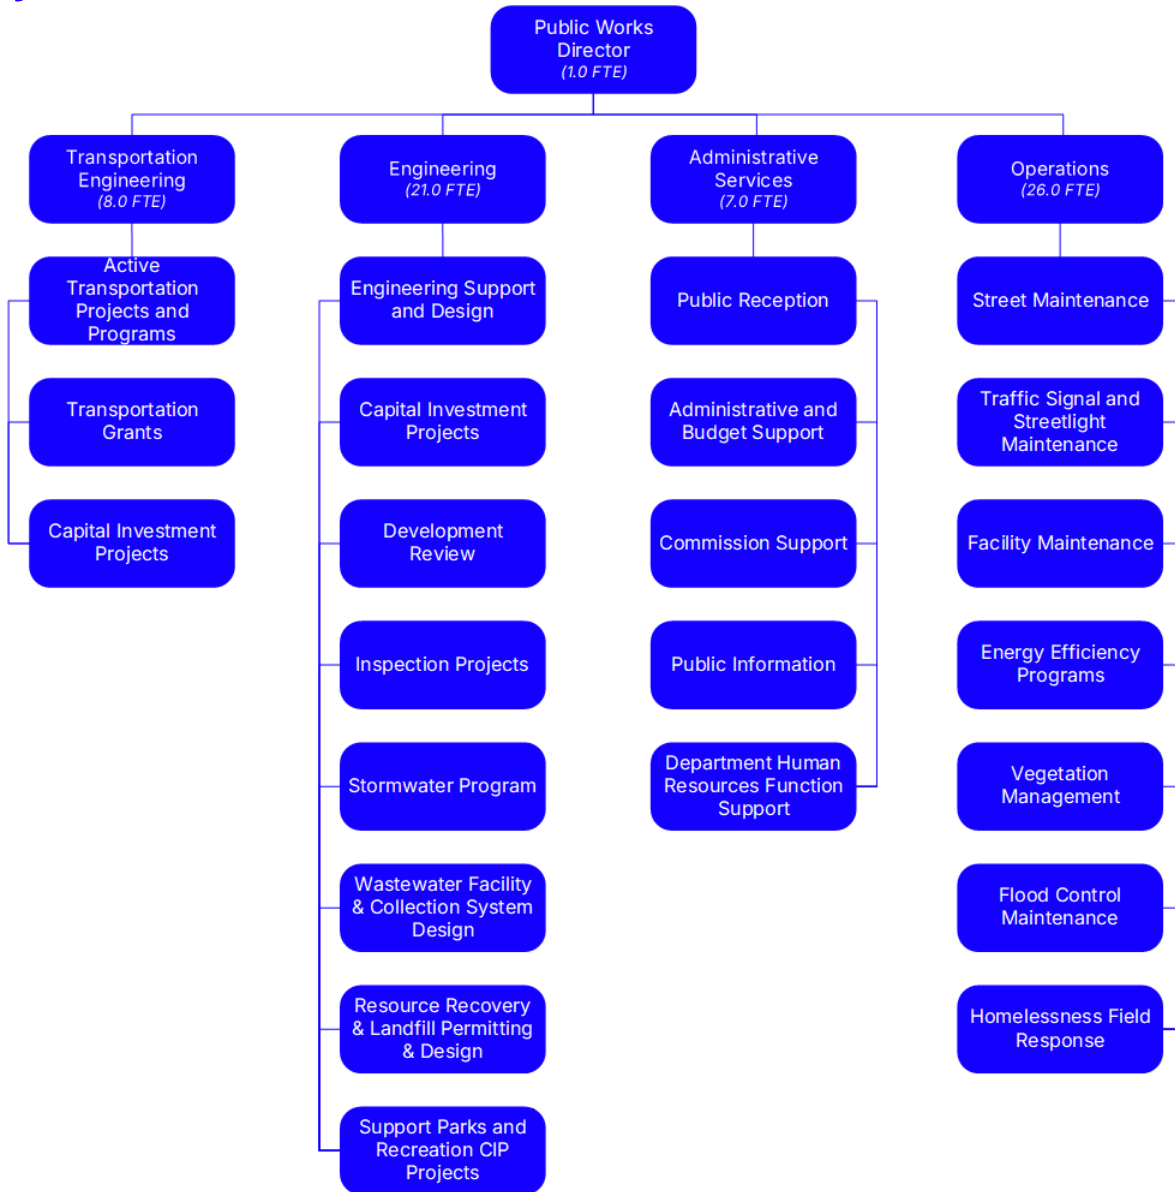 Public Works
Director
(1.0 FTE)
Transportation
Engineering
(8.0 FTE)
Active
Transportation
Projects and
Programs
Transportation
Grants
Capital Investment
Projects
Engineering
(21.0 FTE)
Engineering Support
and Design
Capital Investment
Projects
Development
Review
Inspection Projects
Stormwater Program
Wastewater Facility
& Collection System
Design
Resource Recovery
& Landfill Permitting
& Design
Support Parks and
Recreation CIP
Projects
Administrative
Services
(7.0 FTE)
Public Reception
Administrative and
Budget Support
Commission Support
Public Information
Department Human
Resources Function
Support
Operations
(26.0 FTE)
Street Maintenance
Traffic Signal and
Streetlight
Maintenance
Facility Maintenance
Energy Efficiency
Programs
Vegetation
Management
Flood Control
Maintenance
Homelessness Field
Response